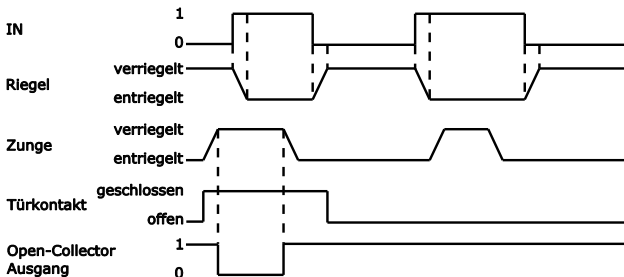 IN
1
0
Riegel
verriegelt
entriegelt
Zunge
verriegelt
entriegelt
Türkontakt
geschlossen
offen
Open-Collector
Ausgang
1
0